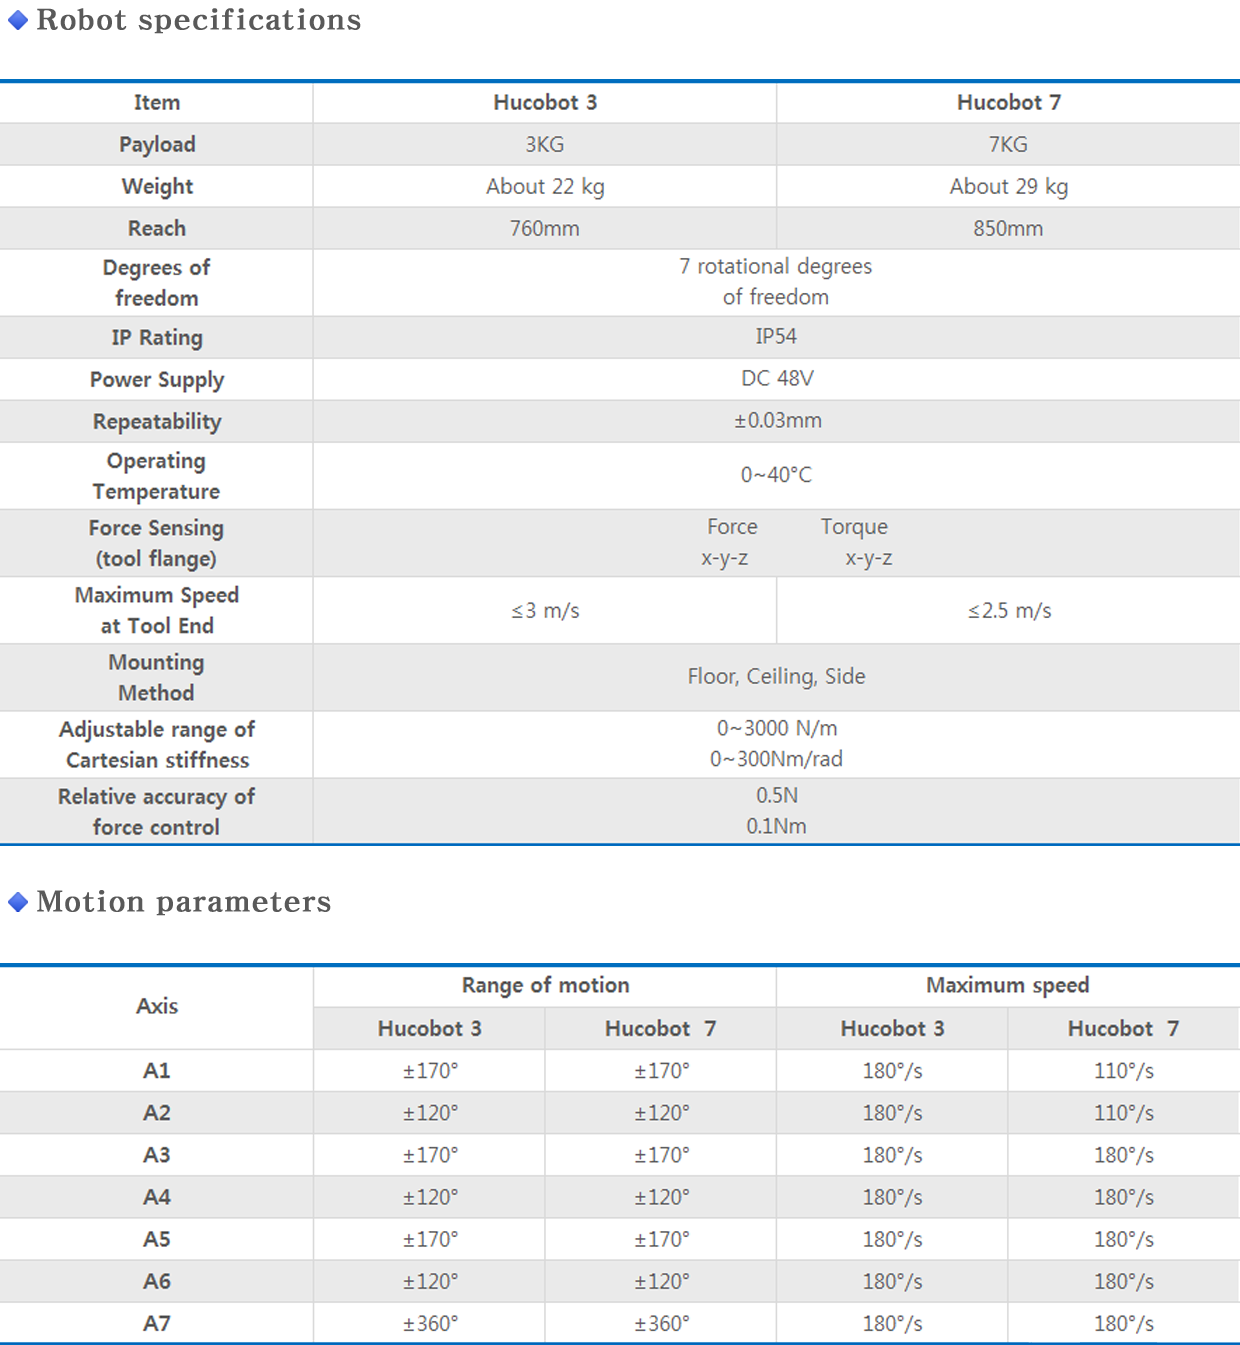 Robot specifications
Item Hucobot 3 Hucobot 7
Payload 3KG 7KG
Weight About 22 kg About 29 kg
Reach 760mm 850mm
Degrees of
freedom
7 rotational degrees
of freedom
IP Rating IP54
Power Supply DC 48V
Repeatability ±0.03mm
Operating
Temperature
0~40°C
Force Sensing
(tool flange)
Force Torque
x-y-z x-y-z
Maximum Speed
at Tool End
≤3 m/s ≤2.5 m/s
Mounting
Method
Floor, Ceiling, Side
Adjustable range of
Cartesian stiffness
0~3000 N/m
0~300Nm/rad
Relative accuracy of
force control
0.5N
0.1Nm
Motion parameters
Axis Range of motion Maximum speed
Hucobot 3 Hucobot 7 Hucobot 3 Hucobot 7
A1 ±170° ±170° 180°/s 110°/s
A2 ±120° ±120° 180°/s 110°/s
A3 ±170° ±170° 180°/s 180°/s
A4 ±120° ±120° 180°/s 180°/s
A5 ±170° ±170° 180°/s 180°/s
A6 ±120° ±120° 180°/s 180°/s
A7 ±360° ±360° 180°/s 180°/s